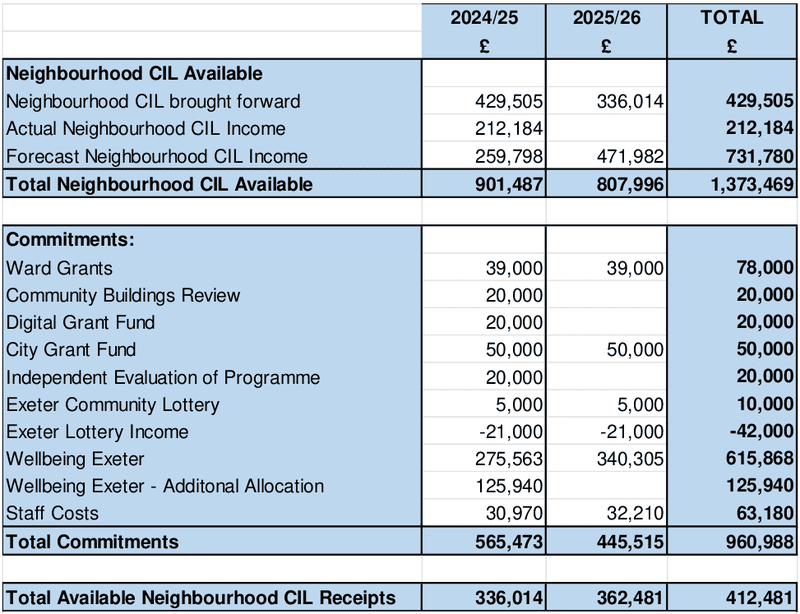 2024/25 2025/26 TOTAL
£ £ £
Neighbourhood CIL Available
Neighbourhood CIL brought forward 429,505 336,014 429,505
Actual Neighbourhood CIL Income 212,184 212,184
Forecast Neighbourhood CIL Income 259,798 471,982 731,780
Total Neighbourhood CIL Available 901,487 807,996 1,373,469
Commitments:
Ward Grants 39,000 39,000 78,000
Community Buildings Review 20,000 20,000
Digital Grant Fund 20,000 20,000
City Grant Fund 50,000 50,000 50,000
Independent Evaluation of Programme 20,000 20,000
Exeter Community Lottery 5,000 5,000 10,000
Exeter Lottery Income -21,000 -21,000 -42,000
Wellbeing Exeter 275,563 340,305 615,868
Wellbeing Exeter - Additonal Allocation 125,940 125,940
Staff Costs 30,970 32,210 63,180
Total Commitments 565,473 445,515 960,988
Total Available Neighbourhood CIL Receipts 336,014 362,481 412,481